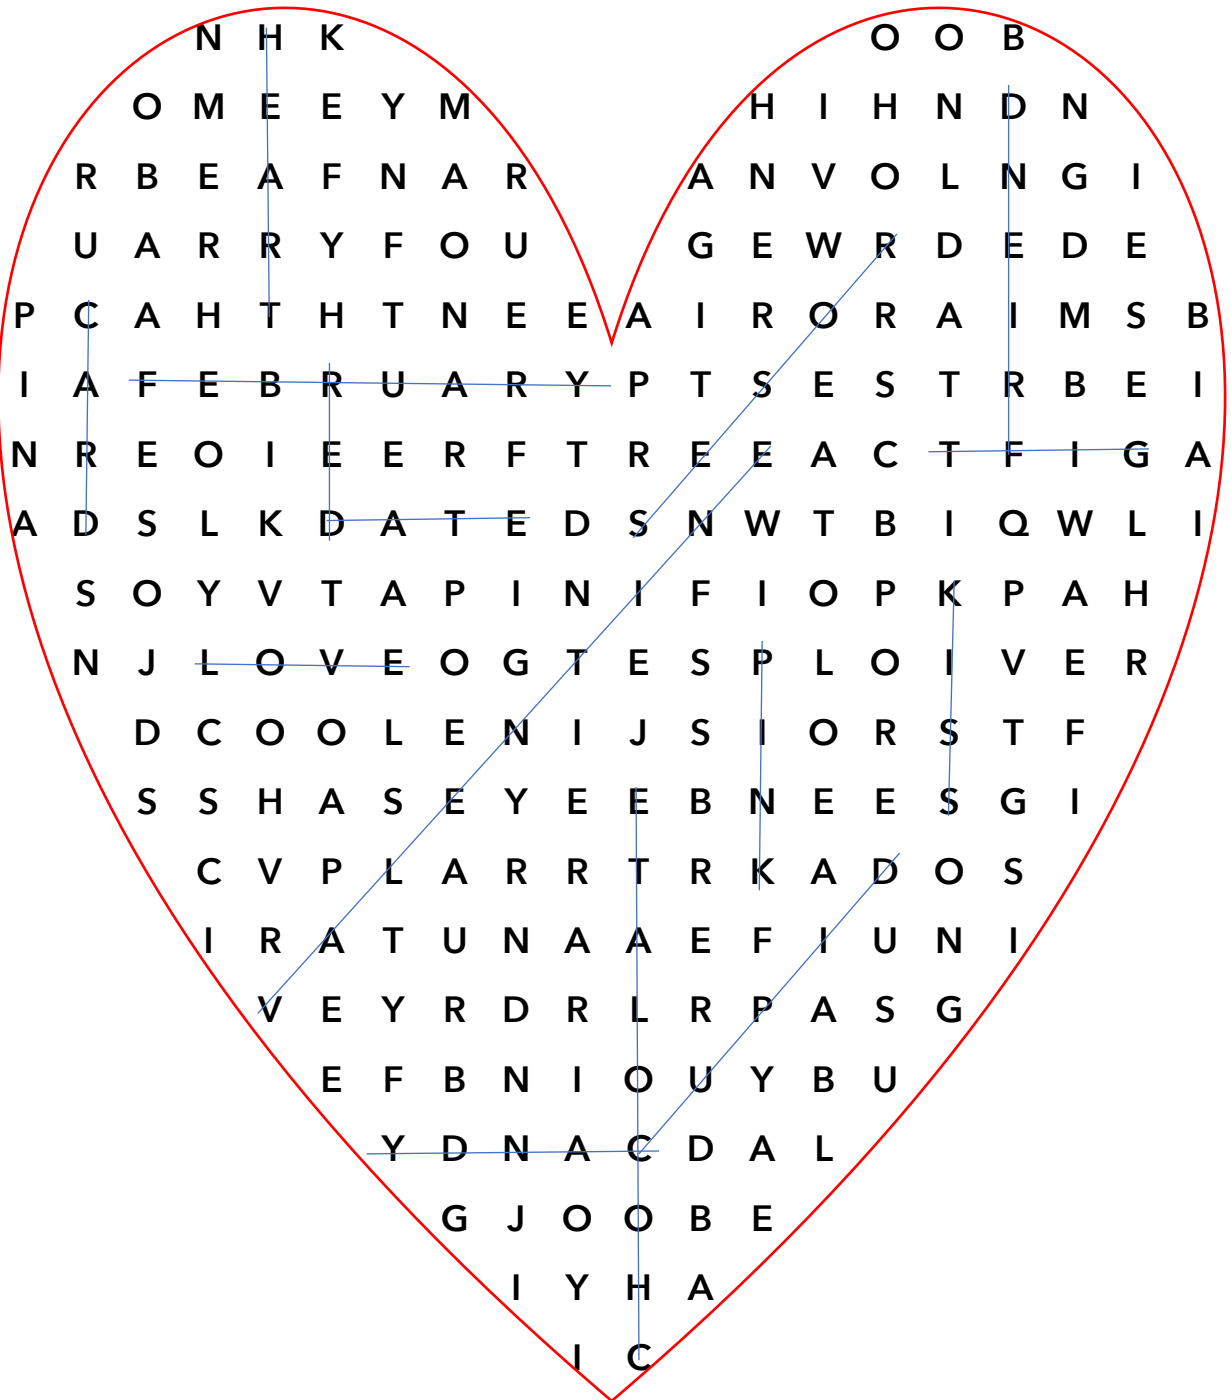 N H K O O B
O M E E Y M H I H N D N
R B E A F N A R A N V O L N G I
U A R R Y F O U G E W R D E D E
P C A H T H T N E E A I R O R A I M S B
I A F E B R U A R Y P T S E S T R B E I
N R E O I E E R F T R E E A C T F I G A
A D S L K D A T E D S N W T B I Q W L I
S O Y V T A P I N I F I O P K P A H
N J L O V E O G T E S P L O I V E R
D C O O L E N I J S I O R S T F
S S H A S E Y E E B N E E S G I
C V P L A R R T R K A D O S
I R A T U N A A E F I U N I
V E Y R D R L R P A S G
E F B N I O U Y B U
Y D N A C D A L
G J O O B E
I Y H A
I C